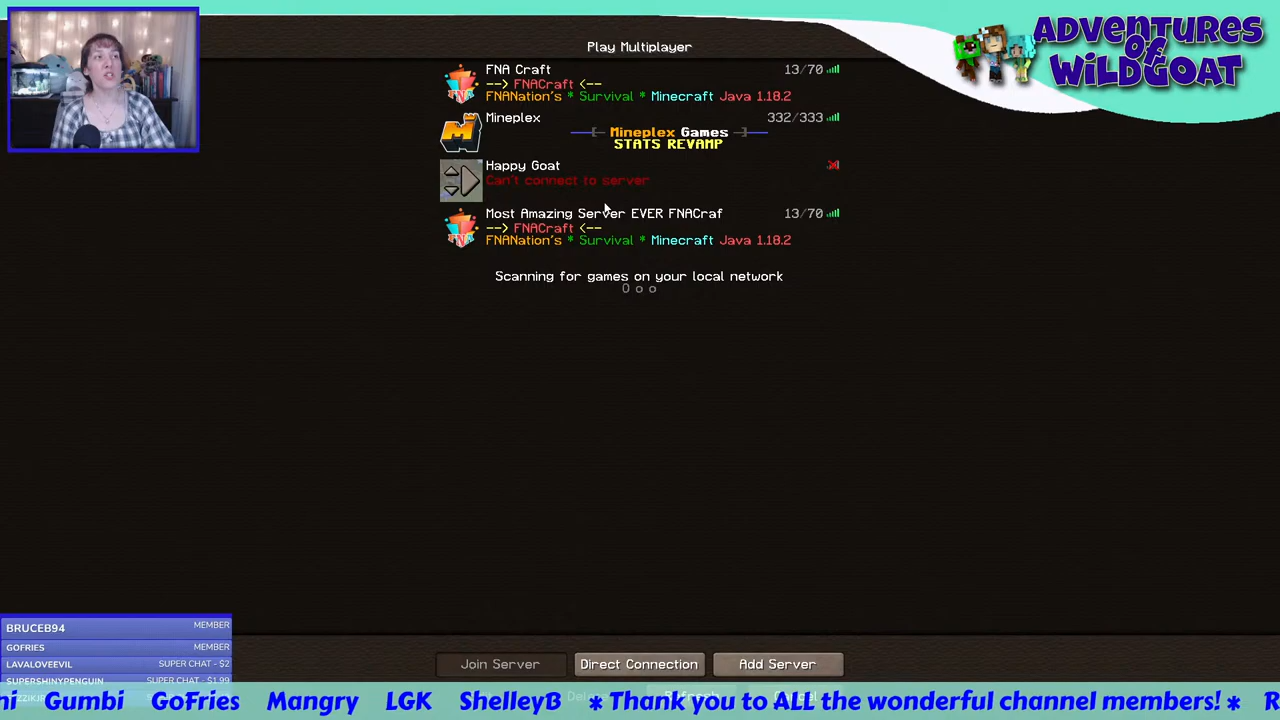 Play Multiplayer
ADVENTURES
OF
WILDGOAT
FNA Craft
13/70
--> FNACraft <--
FNANation's * Survival * Minecraft Java 1.18.2
Mineplex
332/333
Mineplex Games
STATS REVAMP
Happy Goat
Can't connect to server
Most Amazing Server EVER FNACraf
13/70
--> FNACraft <--
FNANation's * Survival * Minecraft Java 1.18.2
Scanning for games on your local network
O o o
BRUCEB94 MEMBER
GOFRIES MEMBER
LAVALOVEEVIL SUPER CHAT - $2
SUPERSHINYPENGUIN SUPER CHAT - $1.99
Join Server
Direct Connection
Add Server
Refresh
Cancel
Gumbi GoFries Mangry LGK ShelleyB * Thank you to ALL the wonderful channel members! *